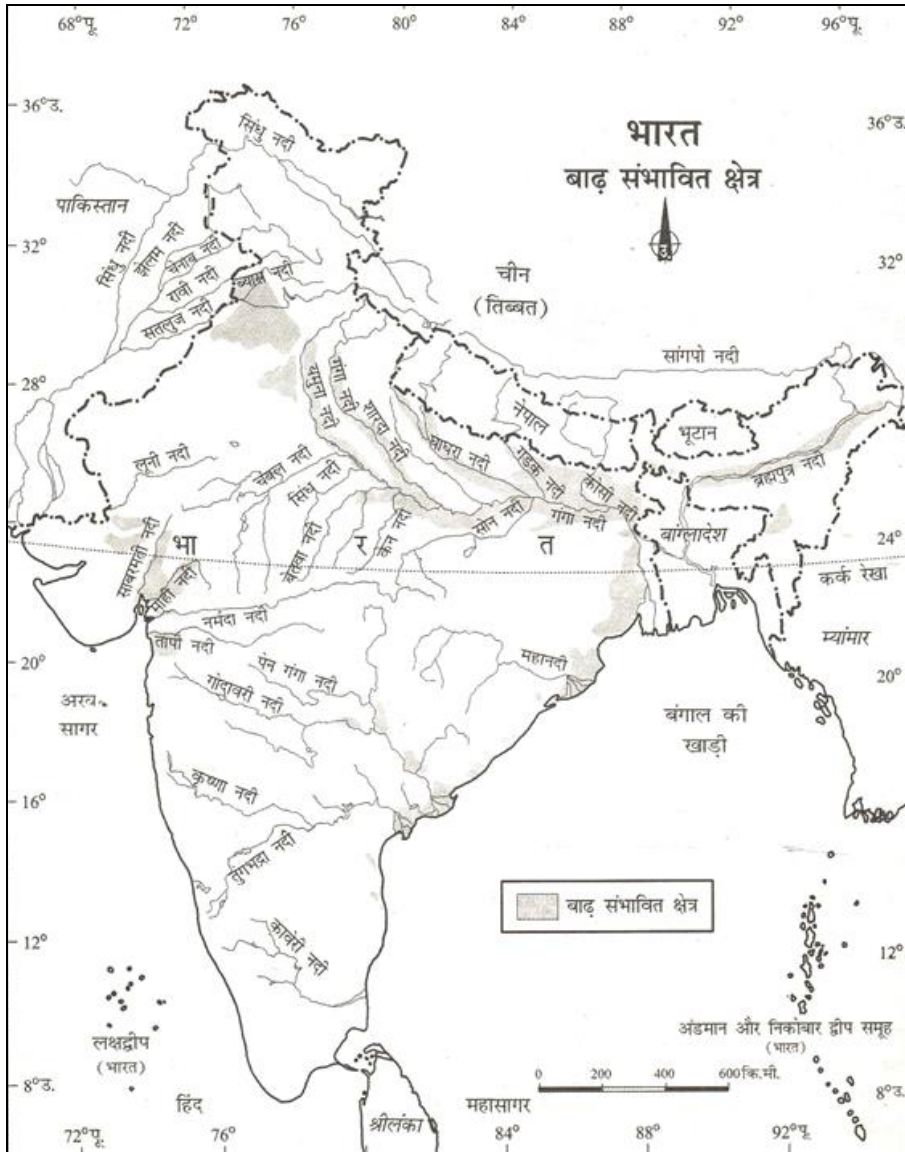 68°पू.
72°
76°
80°
84°
88°
92°
96°पू.
36°उ.
36°उ.
भारत
बाढ़ संभावित क्षेत्र
सिंधु नदी
पाकिस्तान
सिंधु नदी
झेलम नदी
चेनाब नदी
रावी नदी
ब्यास नदी
सतलुज नदी
32°
32°
उ
चीन
(तिब्बत)
सांगपो नदी
28°
28°
गंगा नदी
यमुना नदी
शारदा नदी
घाघरा नदी
नेपाल
भूटान
गंडक नदी
कोसी नदी
ब्रह्मपुत्र नदी
लूनी नदी
चंबल नदी
सिंधु नदी
सोन नदी
गंगा नदी
बांग्लादेश
बेतवा नदी
केन नदी
साबरमती नदी
भा
र
त
24°
24°
कर्क रेखा
माही नदी
नर्मदा नदी
म्यांमार
तापी नदी
20°
20°
पेन गंगा नदी
महानदी
गोदावरी नदी
अरब
सागर
बंगाल की
खाड़ी
16°
16°
कृष्णा नदी
तुंगभद्रा नदी
बाढ़ संभावित क्षेत्र
12°
12°
कावेरी नदी
लक्षद्वीप
(भारत)
अंडमान और निकोबार द्वीप समूह
(भारत)
8°उ.
8°उ.
0 200 400 600 कि.मी.
हिंद
महासागर
श्रीलंका
72°पू.
76°
84°
88°
92°पू.